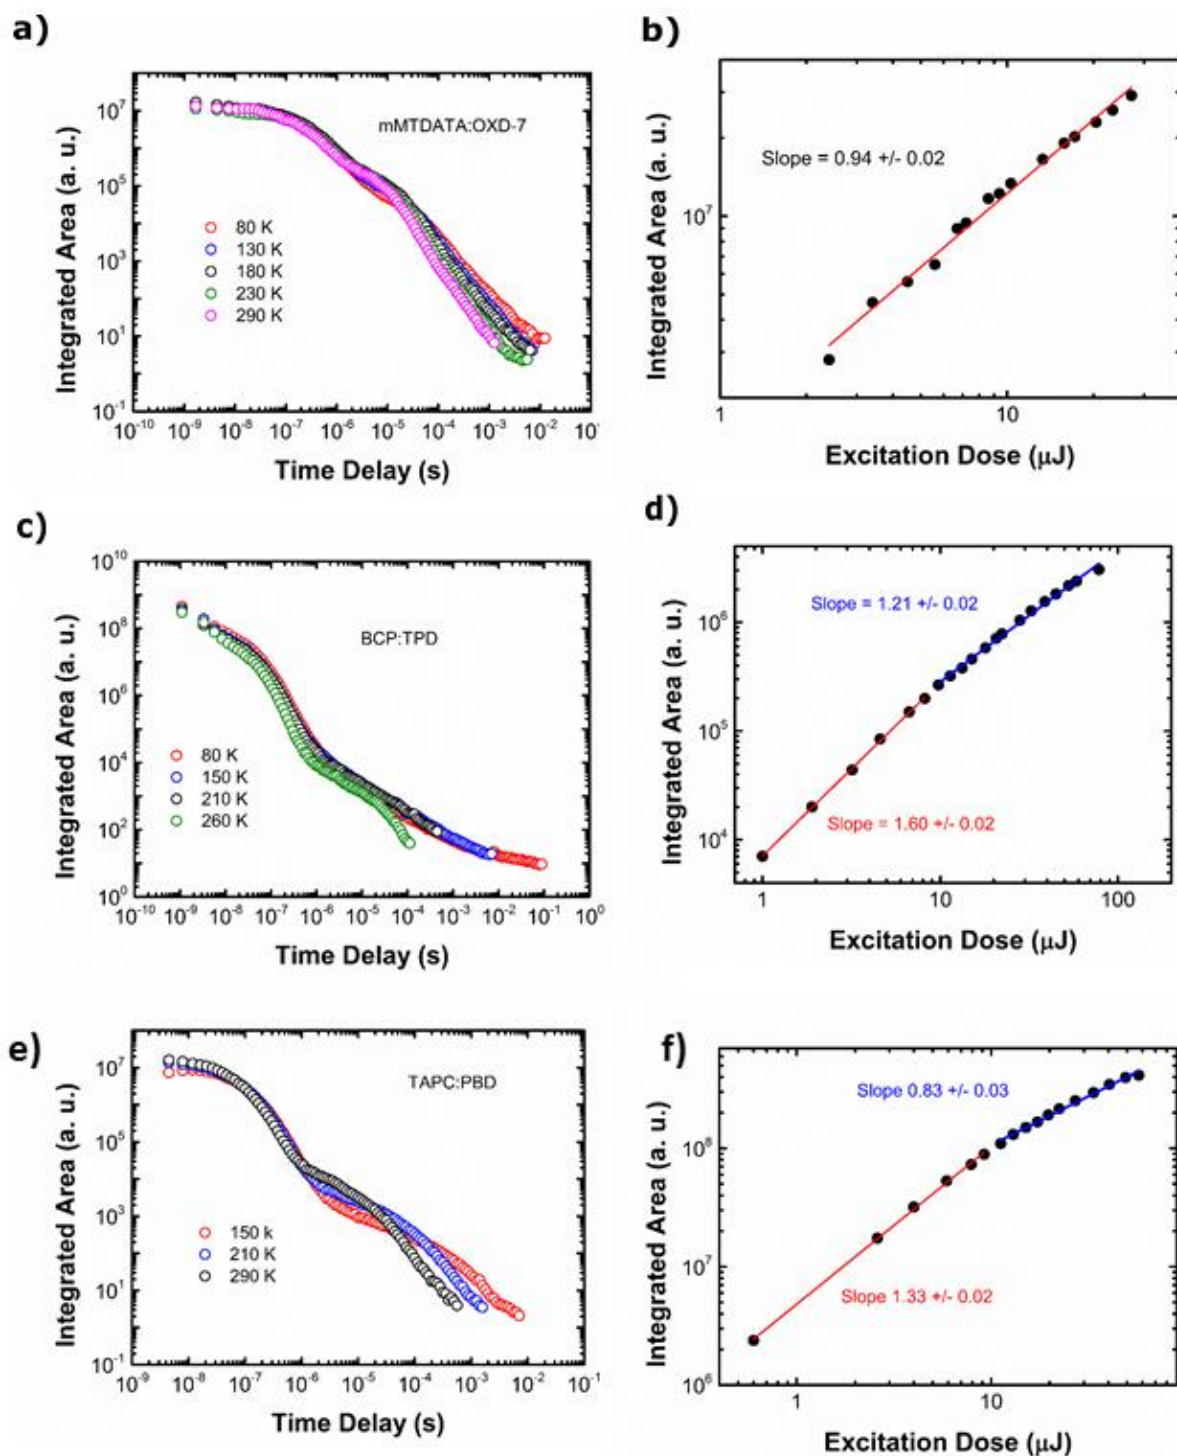 a)
Integrated Area (a. u.)
10^7
10^5
10^3
10^1
10^-1
mMTDATA:OXD-7
80 K
130 K
180 K
230 K
290 K
10^-10 10^-9 10^-8 10^-7 10^-6 10^-5 10^-4 10^-3 10^-2 10^-
Time Delay (s)
b)
Integrated Area (a. u.)
10^7
Slope = 0.94 +/- 0.02
1 10
Excitation Dose (μJ)
c)
Integrated Area (a. u.)
10^10
10^8
10^6
10^4
10^2
10^0
BCP:TPD
80 K
150 K
210 K
260 K
10^-10 10^-9 10^-8 10^-7 10^-6 10^-5 10^-4 10^-3 10^-2 10^-1 10^0
Time Delay (s)
d)
Integrated Area (a. u.)
10^6
10^5
10^4
Slope = 1.21 +/- 0.02
Slope = 1.60 +/- 0.02
1 10 100
Excitation Dose (μJ)
e)
Integrated Area (a. u.)
10^7
10^5
10^3
10^1
10^-1
TAPC:PBD
150 k
210 K
290 K
10^-9 10^-8 10^-7 10^-6 10^-5 10^-4 10^-3 10^-2 10^-1
Time Delay (s)
f)
Integrated Area (a. u.)
10^8
10^7
10^6
Slope 0.83 +/- 0.03
Slope 1.33 +/- 0.02
1 10
Excitation Dose (μJ)